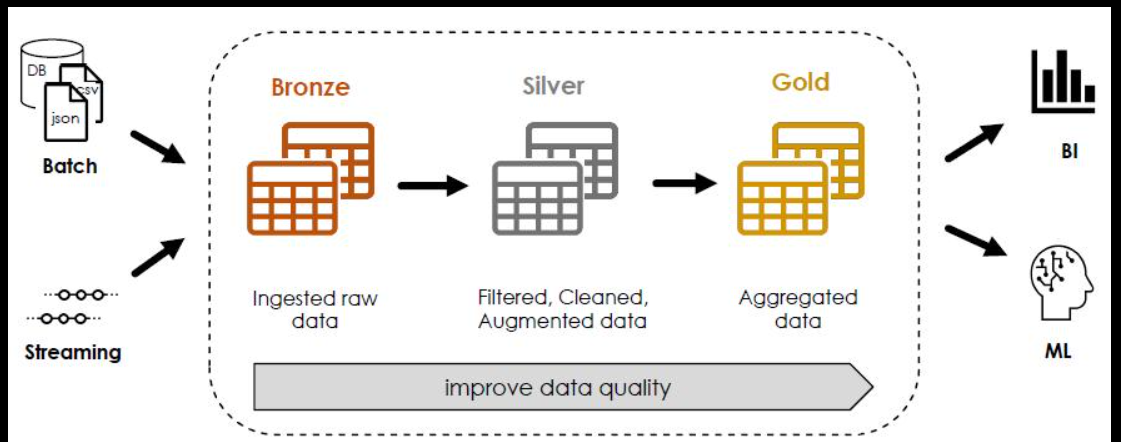 DB
csv
json
Batch
Streaming
Bronze
Ingested raw
data
Silver
Filtered, Cleaned,
Augmented data
Gold
Aggregated
data
improve data quality
BI
ML